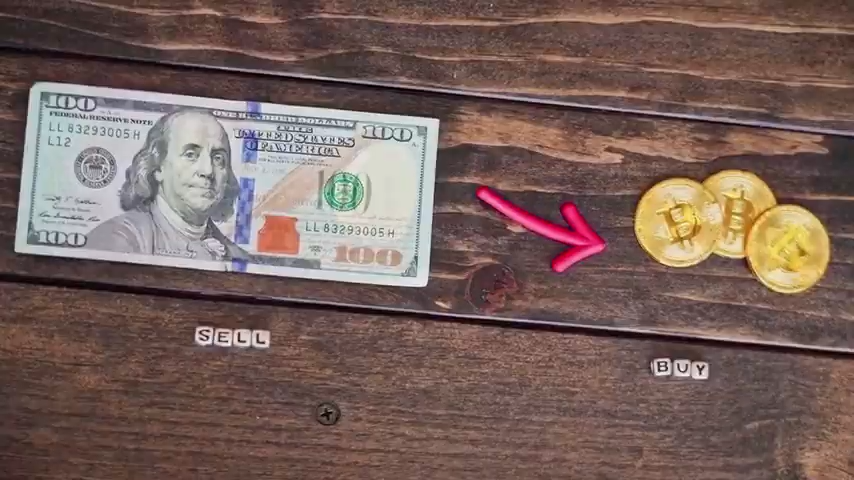 100
FEDERAL RESERVE NOTE
ONE HUNDRED DOLLARS
LL 83293005 H
L12
THE
UNITED STATES
OF AMERICA
100
LL 83293005 H
100
100
SELL
BUY